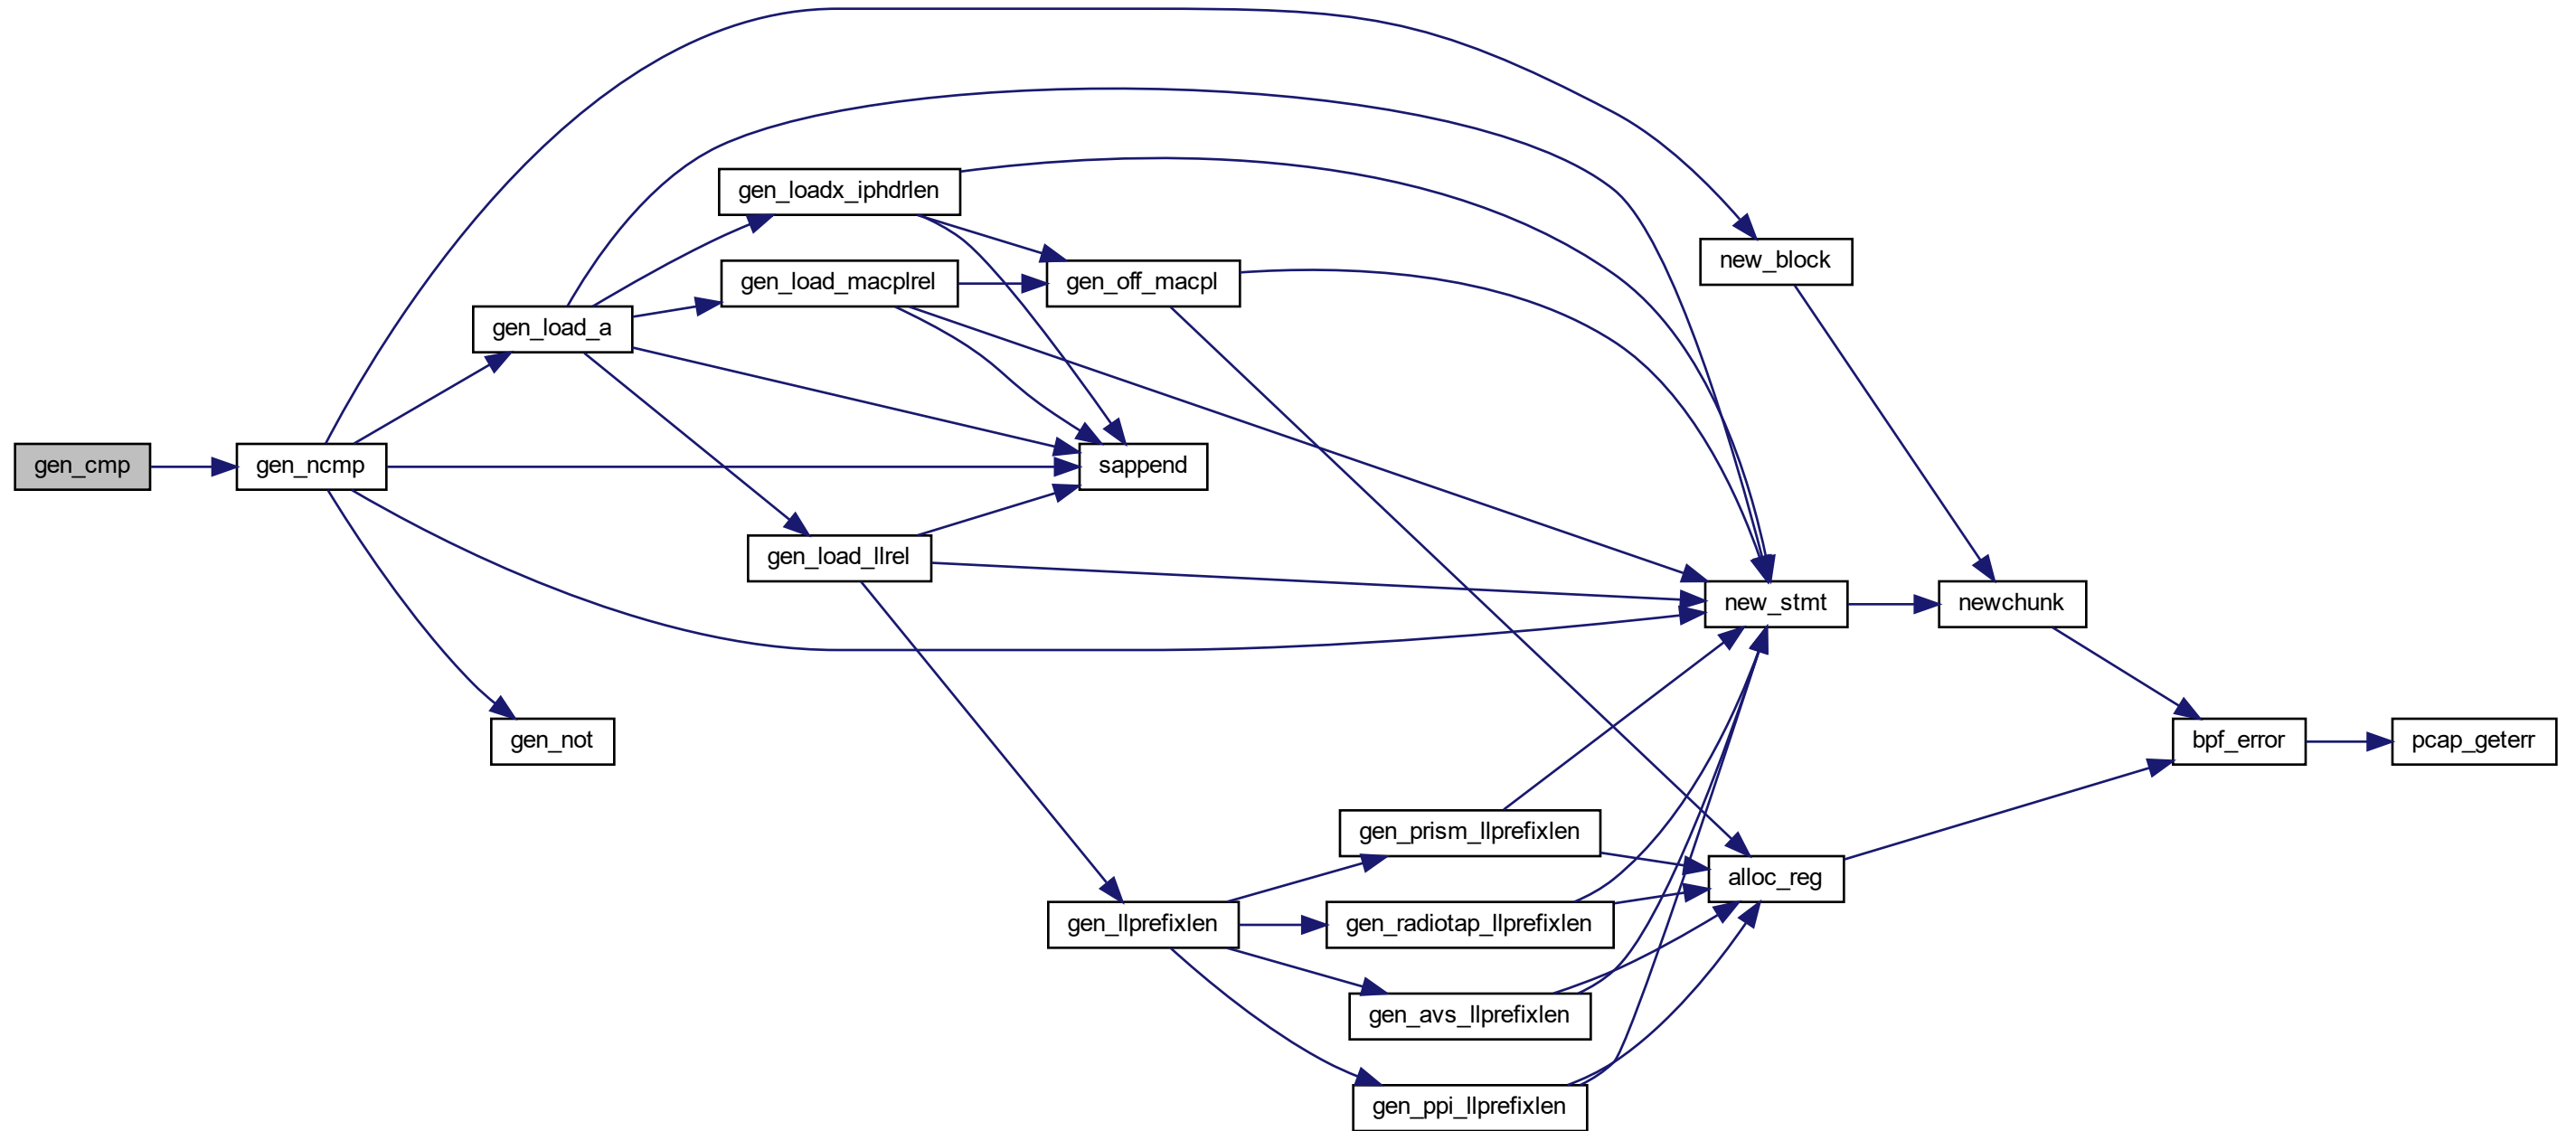 gen_cmp
gen_ncmp
gen_load_a
gen_not
gen_loadx_iphdrlen
gen_load_macplrel
gen_load_llrel
gen_off_macpl
sappend
gen_llprefixlen
gen_prism_llprefixlen
gen_radiotap_llprefixlen
gen_avs_llprefixlen
gen_ppi_llprefixlen
new_block
new_stmt
alloc_reg
newchunk
bpf_error
pcap_geterr